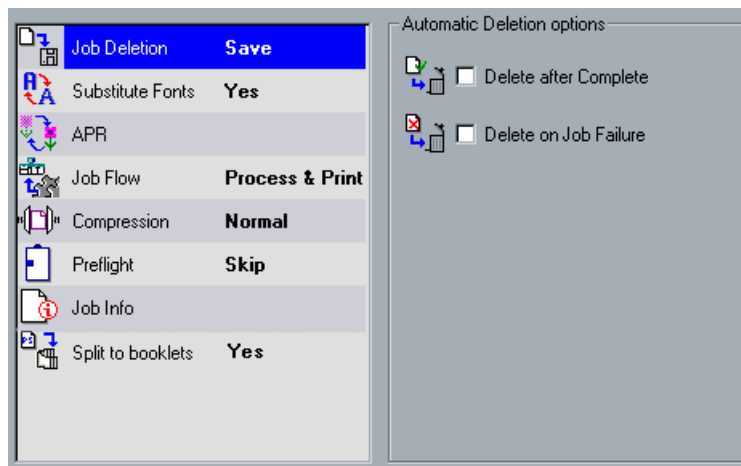 Job Deletion Save
Substitute Fonts Yes
APR
Job Flow Process & Print
Compression Normal
Preflight Skip
Job Info
Split to booklets Yes
Automatic Deletion options
Delete after Complete
Delete on Job Failure